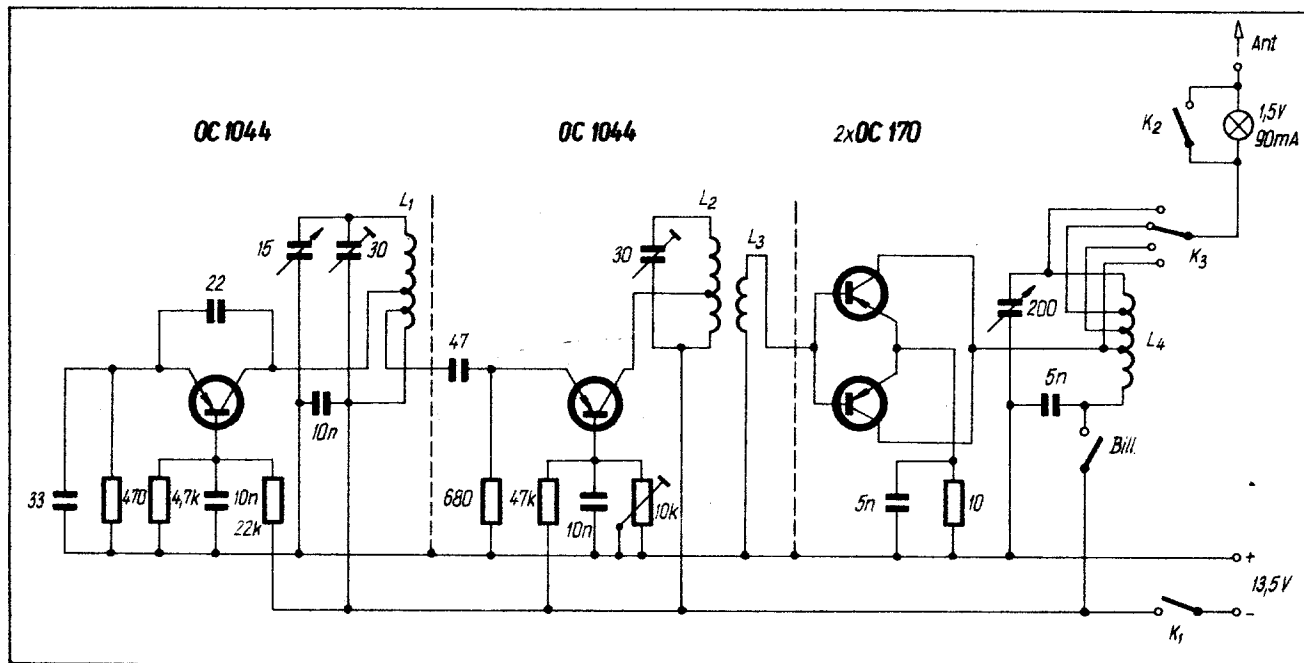 Ant
OC 1044
OC 1044
2xOC 170
K2
1,5V
90mA
L1
L2
L3
K3
15
30
30
22
200
L4
47
5n
10n
Bill.
33
470
4,7k
10n
22k
680
47k
10n
10k
5n
10
+
13,5V
-
K1